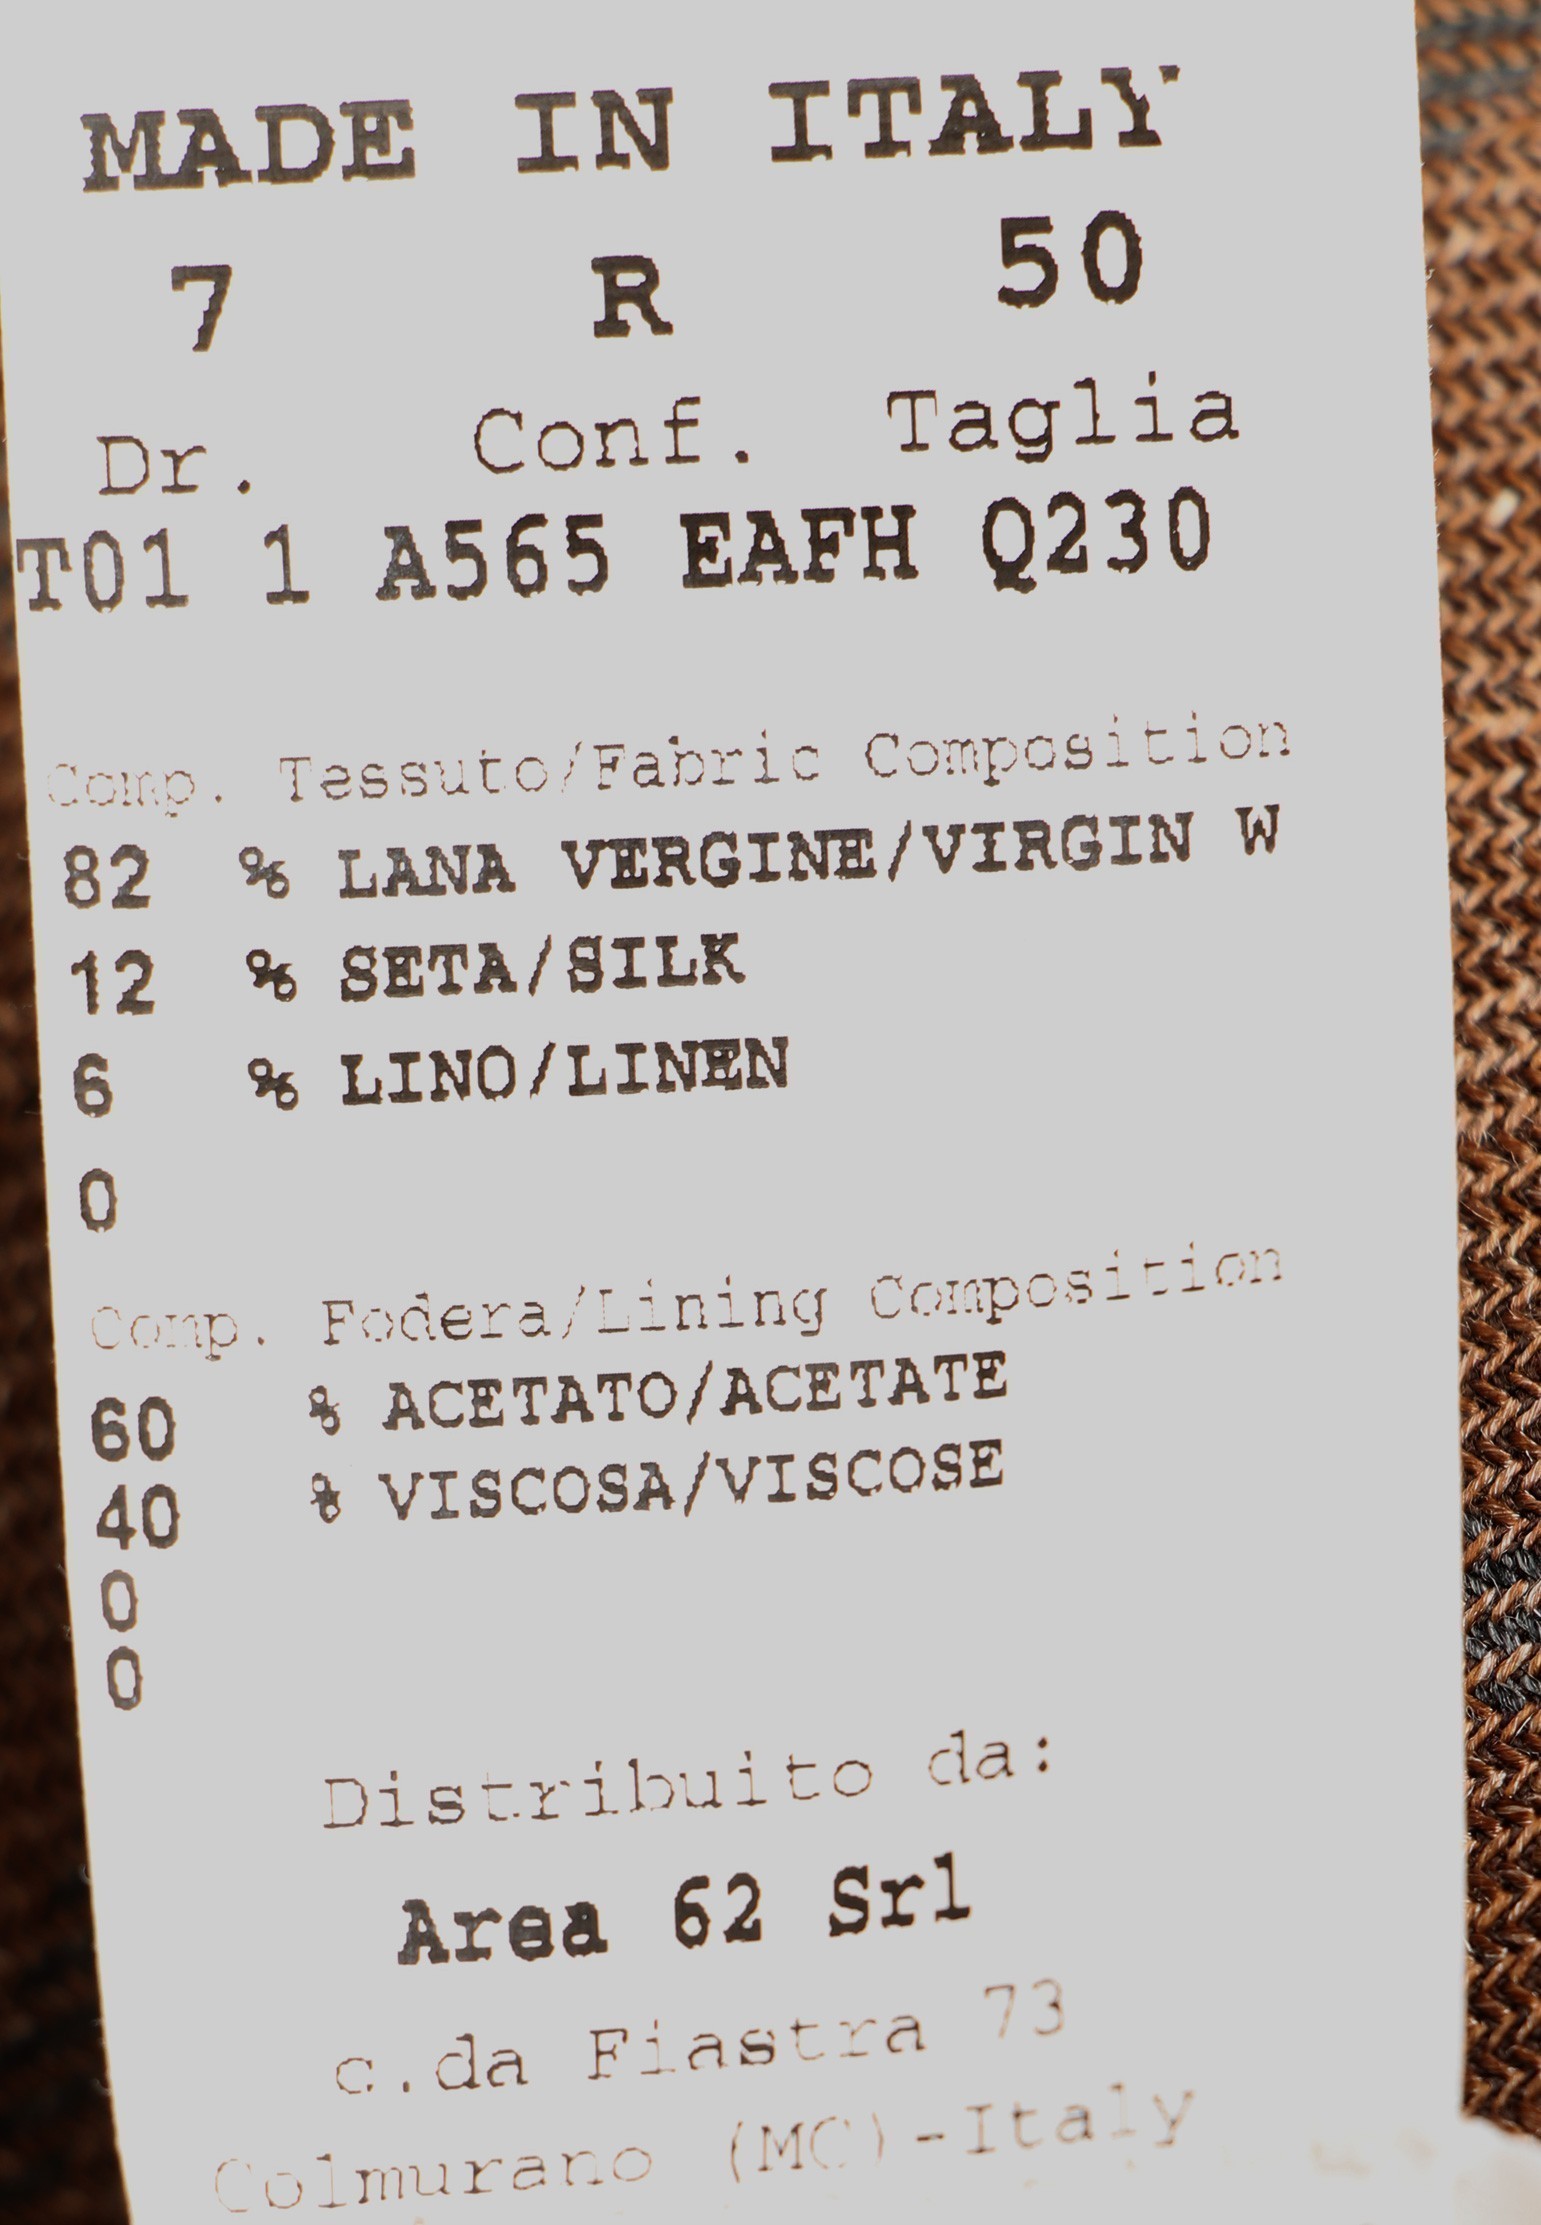 MADE IN ITALY
7 R 50
Dr. Conf. Taglia
T01 1 A565 EAFH Q230
Comp. Tessuto/Fabric Composition
82 % LANA VERGINE/VIRGIN W
12 % SETA/SILK
6 % LINO/LINEN
0
Comp. Fodera/Lining Composition
60 % ACETATO/ACETATE
40 % VISCOSA/VISCOSE
0
0
Distribuito da:
Area 62 Srl
c.da Fiastra 73
Colmurano (MC)-Italy